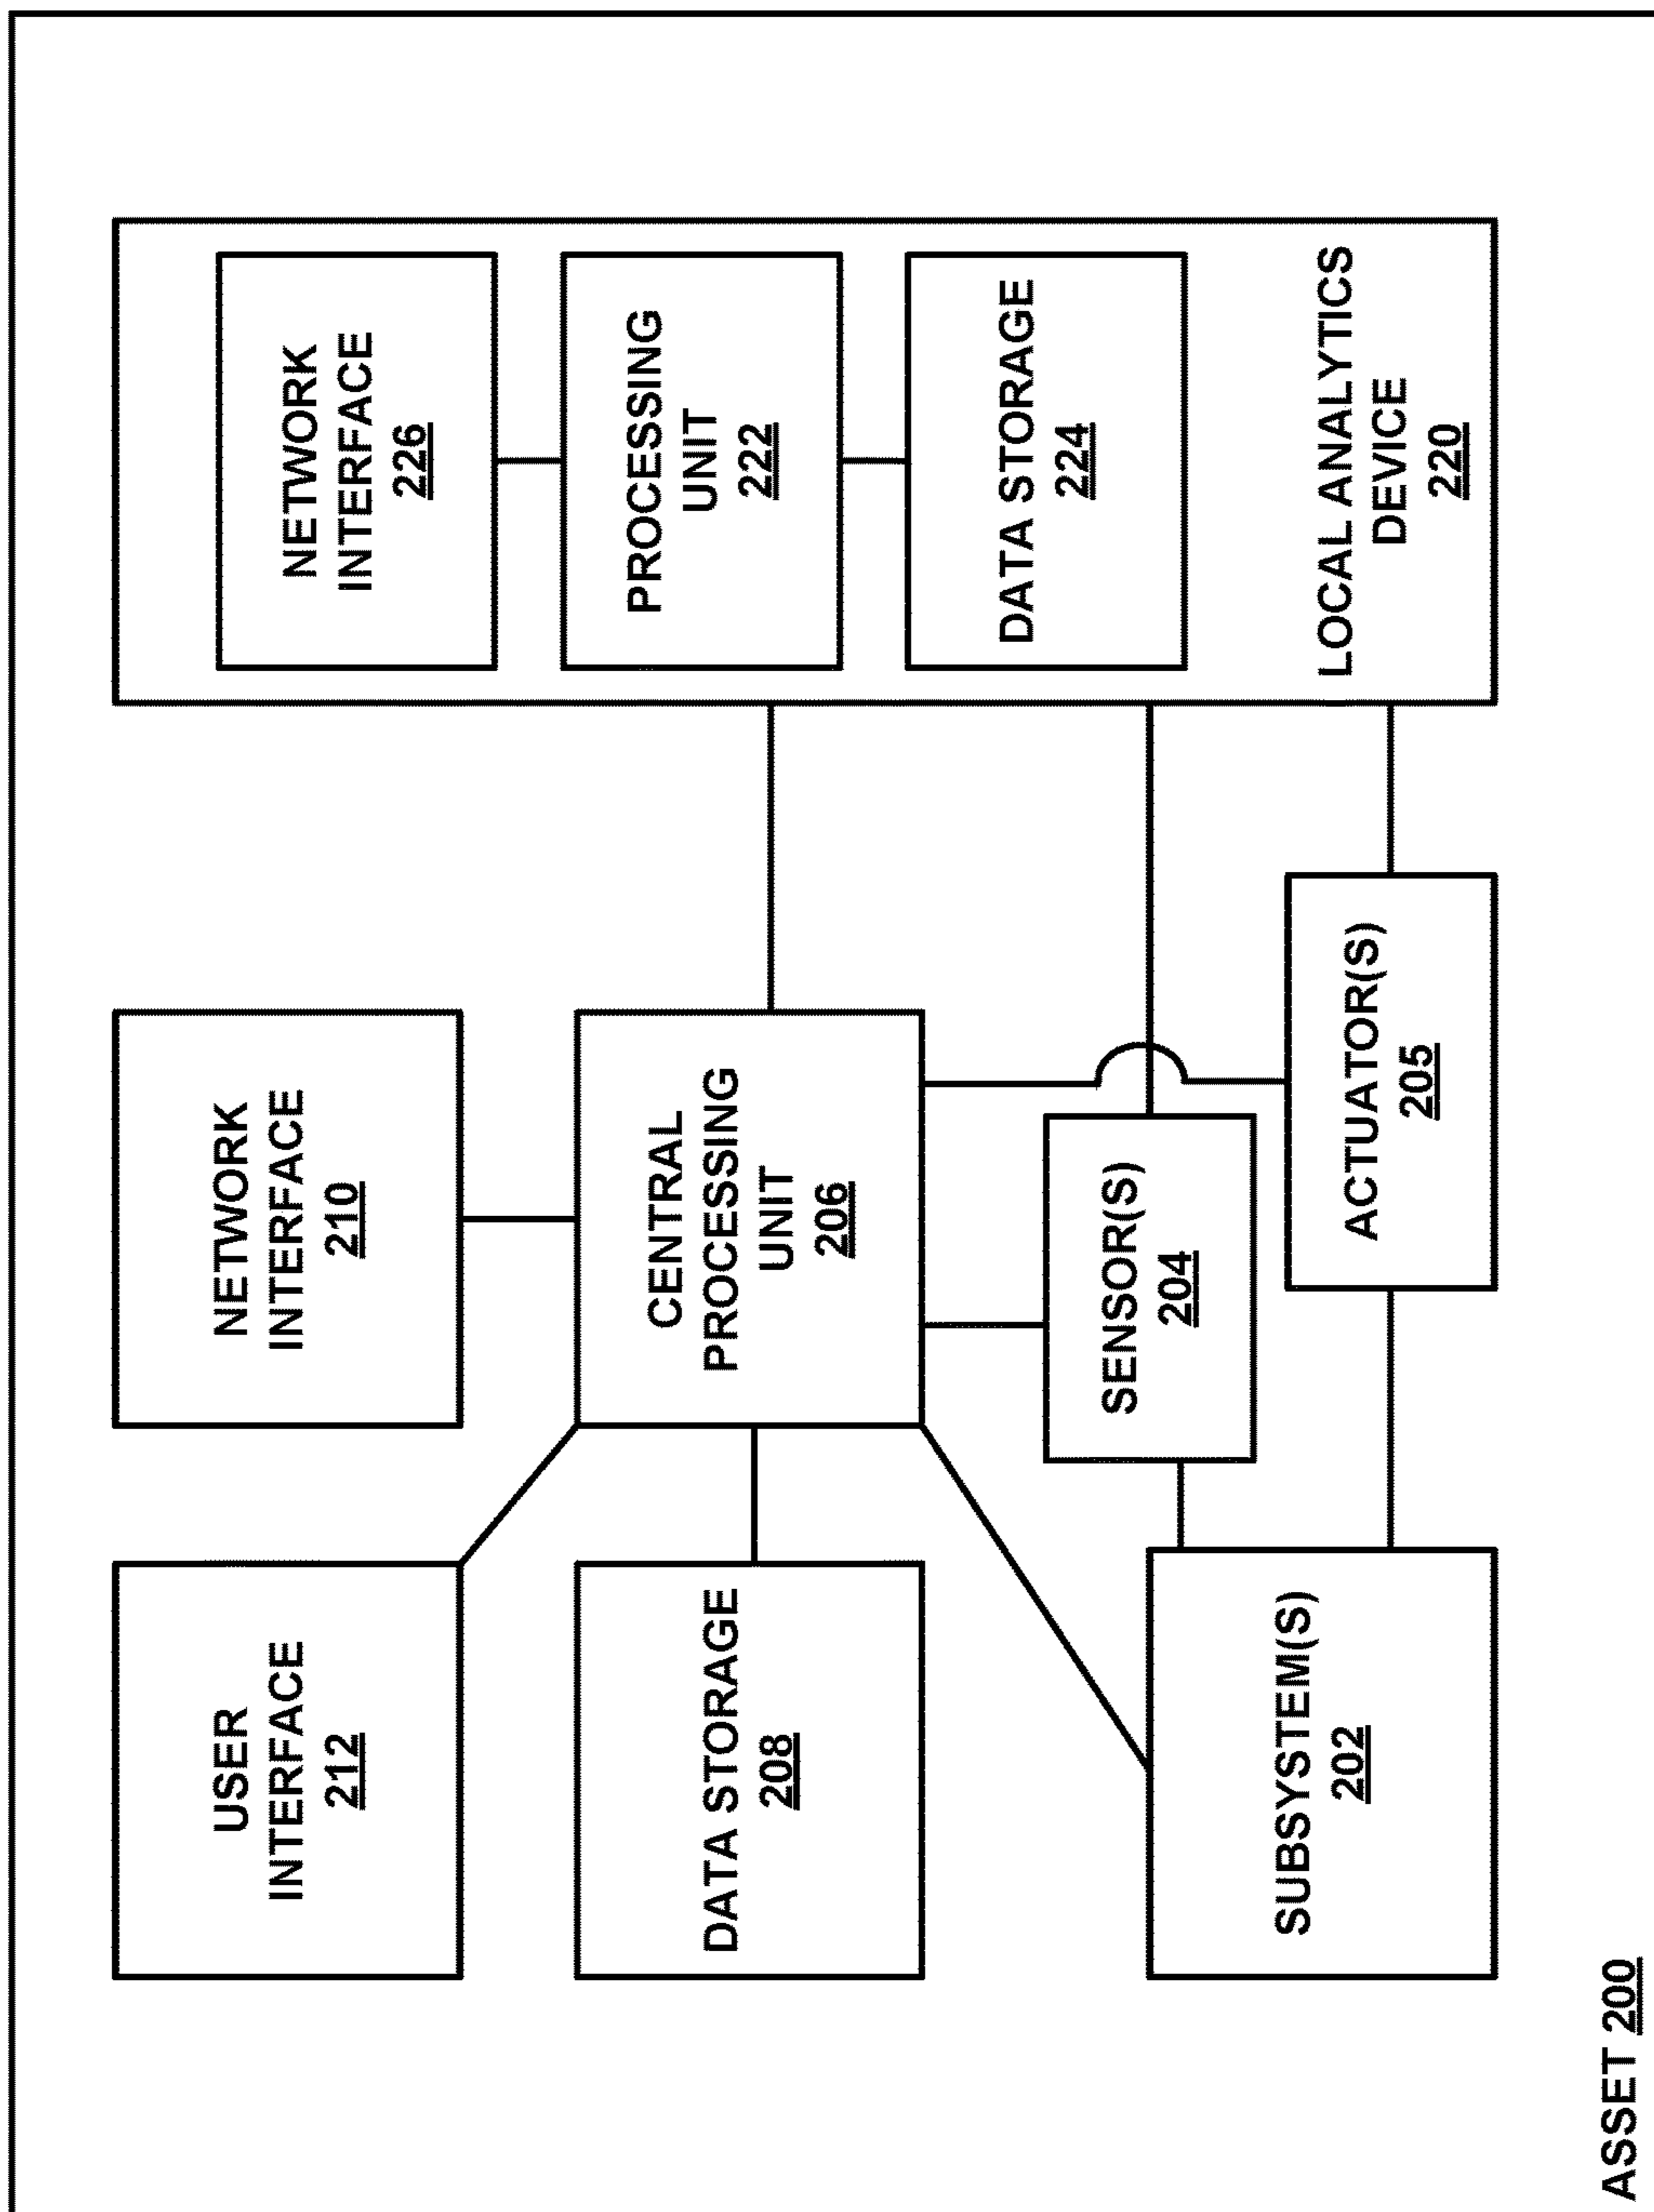 USER
INTERFACE
212
NETWORK
INTERFACE
210
NETWORK
INTERFACE
226
DATA STORAGE
208
CENTRAL
PROCESSING
UNIT
206
PROCESSING
UNIT
222
DATA STORAGE
224
SENSOR(S)
204
SUBSYSTEM(S)
202
ACTUATOR(S)
205
LOCAL ANALYTICS
DEVICE
220
ASSET 200